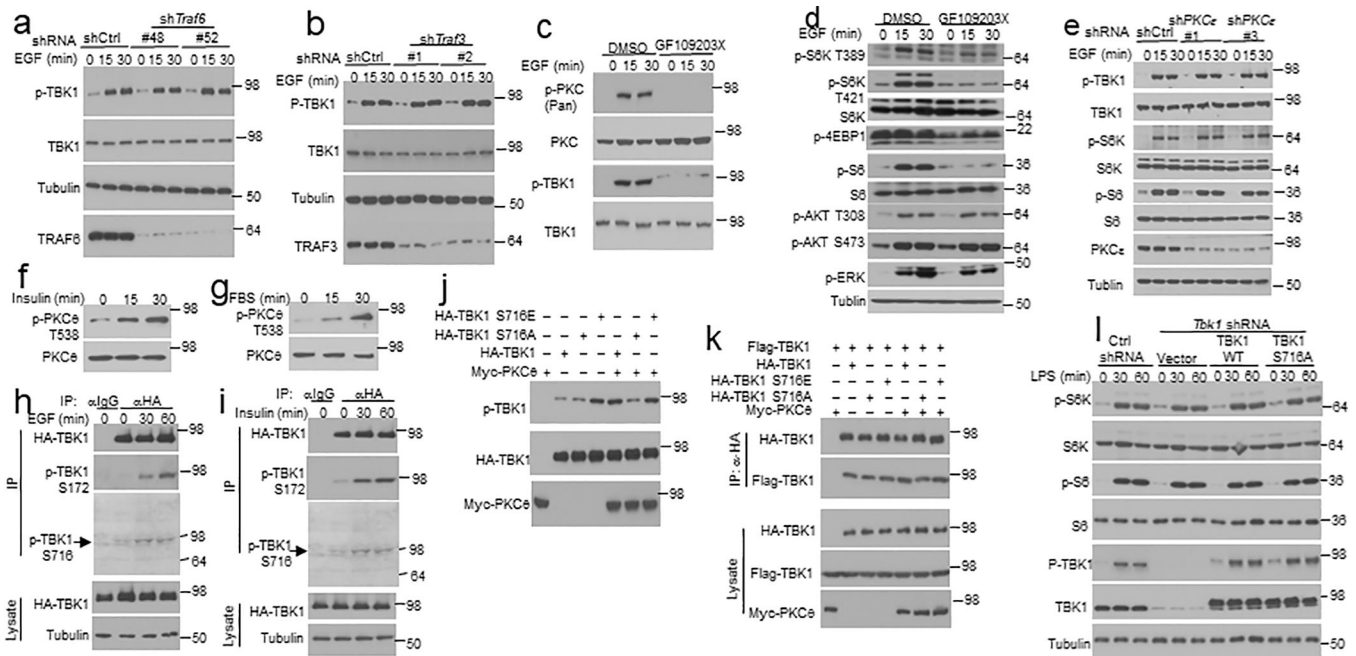 a
shTraf6
shRNA shCtrl #48 #52
EGF (min) 0 15 30 0 15 30 0 15 30
p-TBK1
98
TBK1
98
Tubulin
50
TRAF6
64
b
shTraf3
shRNA shCtrl #1 #2
EGF (min) 0 15 30 0 15 30 0 15 30
P-TBK1
98
TBK1
98
Tubulin
50
TRAF3
64
c
DMSO GF109203X
EGF (min) 0 15 30 0 15 30
p-PKC
(Pan)
98
PKC
98
p-TBK1
98
TBK1
98
d
DMSO GF109203X
EGF (min) 0 15 30 0 15 30
p-S6K T389
64
p-S6K
T421
64
S6K
64
p-4EBP1
22
p-S6
36
S6
36
p-AKT T308
64
p-AKT S473
64
p-ERK
50
Tublin
50
e
shRNA shCtrl shPKCε #1 shPKCε #3
EGF (min) 0 15 30 0 15 30 0 15 30
p-TBK1
98
TBK1
98
p-S6K
64
S6K
64
p-S6
36
S6
36
PKCε
98
Tublin
50
f
Insulin (min) 0 15 30
p-PKCθ
T538
98
PKCθ
98
g
FBS (min) 0 15 30
p-PKCθ
T538
98
PKCθ
98
h
IP: αIgG αHA
EGF (min) 0 0 30 60
IP
HA-TBK1
98
p-TBK1
S172
98
p-TBK1
S716
98
64
Lysate
HA-TBK1
98
Tubulin
50
i
IP: αIgG αHA
Insulin (min) 0 0 30 60
IP
HA-TBK1
98
p-TBK1
S172
98
p-TBK1
S716
98
64
Lysate
HA-TBK1
98
Tubulin
50
j
HA-TBK1 S716E - - - + - - +
HA-TBK1 S716A - - + - - + -
HA-TBK1 - + - - + - -
Myc-PKCθ + - - - + + +
p-TBK1
98
HA-TBK1
98
Myc-PKCθ
98
k
Flag-TBK1 + + + + + + +
HA-TBK1 - + - - + - -
HA-TBK1 S716E - - - + - - +
HA-TBK1 S716A - - + - - + -
Myc-PKCθ + - - - + + +
IP: α-HA
HA-TBK1
98
Flag-TBK1
98
Lysate
HA-TBK1
98
Flag-TBK1
98
Myc-PKCθ
98
l
Tbk1 shRNA
Ctrl shRNA Vector TBK1 WT TBK1 S716A
LPS (min) 0 30 60 0 30 60 0 30 60 0 30 60
p-S6K
64
S6K
64
p-S6
36
S6
36
P-TBK1
98
TBK1
98
Tubulin
50